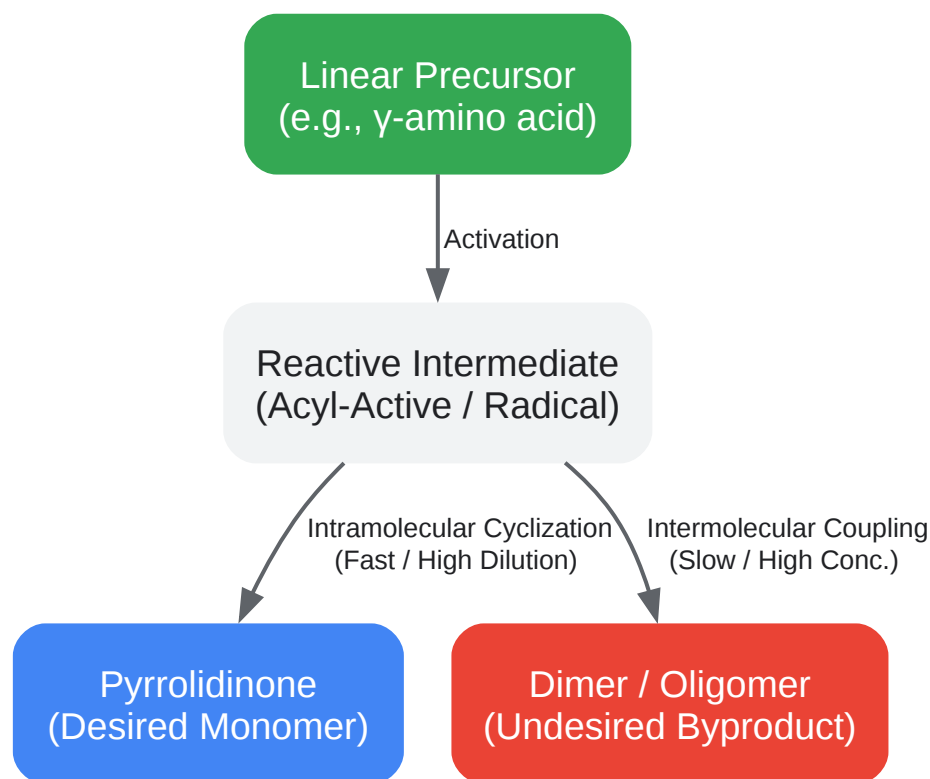 Linear Precursor
(e.g., γ-amino acid)
Activation
Reactive Intermediate
(Acyl-Active / Radical)
Intramolecular Cyclization
(Fast / High Dilution)
Intermolecular Coupling
(Slow / High Conc.)
Pyrrolidinone
(Desired Monomer)
Dimer / Oligomer
(Undesired Byproduct)